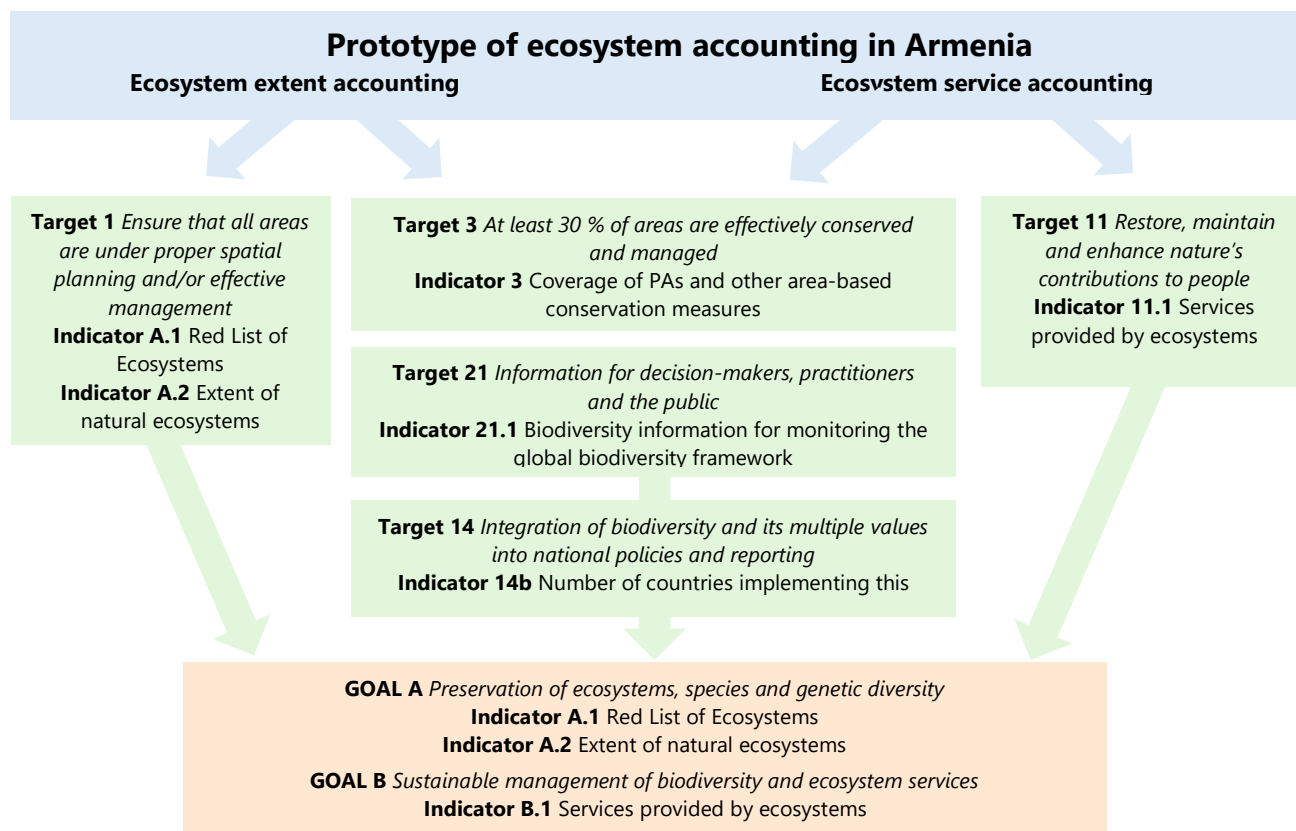 Prototype of ecosystem accounting in Armenia
Ecosystem extent accounting
Ecosystem service accounting
Target 1 Ensure that all areas
are under proper spatial
planning and/or effective
management
Indicator A.1 Red List of
Ecosystems
Indicator A.2 Extent of
natural ecosystems
Target 3 At least 30 % of areas are effectively conserved
and managed
Indicator 3 Coverage of PAs and other area-based
conservation measures
Target 21 Information for decision-makers, practitioners
and the public
Indicator 21.1 Biodiversity information for monitoring the
global biodiversity framework
Target 14 Integration of biodiversity and its multiple values
into national policies and reporting
Indicator 14b Number of countries implementing this
Target 11 Restore, maintain
and enhance nature's
contributions to people
Indicator 11.1 Services
provided by ecosystems
GOAL A Preservation of ecosystems, species and genetic diversity
Indicator A.1 Red List of Ecosystems
Indicator A.2 Extent of natural ecosystems
GOAL B Sustainable management of biodiversity and ecosystem services
Indicator B.1 Services provided by ecosystems